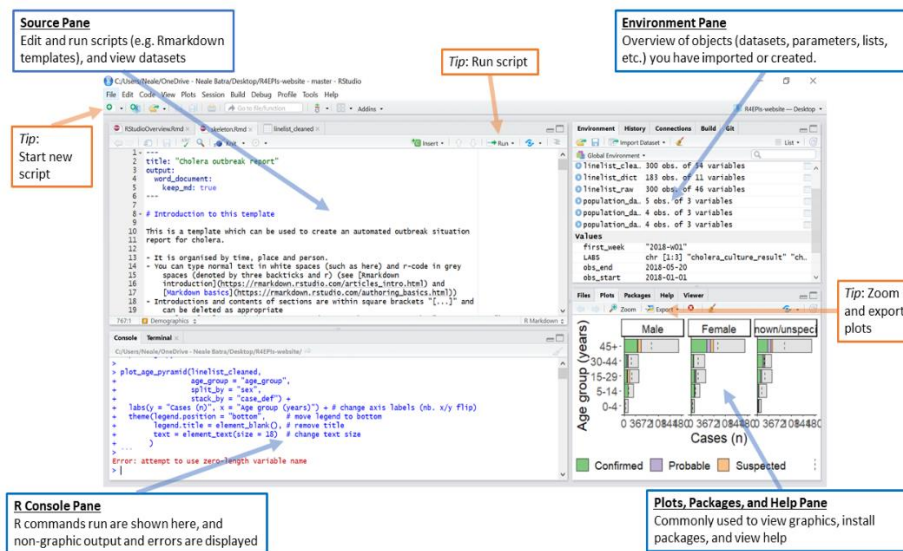 Source Pane
Edit and run scripts (e.g. Rmarkdown
templates), and view datasets
Environment Pane
Overview of objects (datasets, parameters, lists,
etc.) you have imported or created.
Tip: Run script
Tip:
Start new
script
C:/Users/Neale/OneDrive - Neale Batra/Desktop/R4EPIs-website - master - RStudio
File Edit Code View Plots Session Build Debug Profile Tools Help
Go to file/function
Addins
R4EPIs-website — Desktop
RStudioOverview.Rmd
skeleton.Rmd
linelist_cleaned
Knit
Insert
Run
1 ---
2 title: "Cholera outbreak report"
3 output:
4 word_document:
5 keep_md: true
6 ---
7
8 # Introduction to this template
9
10 This is a template which can be used to create an automated outbreak situation
report for cholera.
11
12
13 - It is organised by time, place and person.
14 - You can type normal text in white spaces (such as here) and r-code in grey
15 spaces (denoted by three backticks and r) (see [Rmarkdown
16 introduction](https://rmarkdown.rstudio.com/articles_intro.html) and
17 [Markdown basics](https://rmarkdown.rstudio.com/authoring_basics.html))
18 - Introductions and contents of sections are within square brackets "[...]" and
19 can be deleted as appropriate
767:1 Demographics
R Markdown
Environment History Connections Build Git
Import Dataset
List
Global Environment
linelist_clea… 300 obs. of 54 variables
linelist_dict 183 obs. of 11 variables
linelist_raw 300 obs. of 46 variables
population_da… 5 obs. of 3 variables
population_da… 4 obs. of 3 variables
population_da… 4 obs. of 3 variables
values
first_week "2018-W01"
LABS chr [1:3] "cholera_culture_result" "ch…
obs_end 2018-05-20
obs_start 2018-01-01
Console Terminal
C:/Users/Neale/OneDrive - Neale Batra/Desktop/R4EPIs-website/
>
> plot_age_pyramid(linelist_cleaned,
+ age_group = "age_group",
+ split_by = "sex",
+ stack_by = "case_def") +
+ labs(y = "Cases (n)", x = "Age group (years)") + # change axis labels (nb. x/y flip)
+ theme(legend.position = "bottom", # move legend to bottom
+ legend.title = element_blank(), # remove title
+ text = element_text(size = 18) # change text size
+ )
> ```
Error: attempt to use zero-length variable name
>
Files Plots Packages Help Viewer
Zoom Export
Tip: Zoom
and export
plots
Male Female nown/unspeci
Age group (years)
45+
30-44
15-29
5-14
0-4
Cases (n)
Confirmed Probable Suspected
R Console Pane
R commands run are shown here, and
non-graphic output and errors are displayed
Plots, Packages, and Help Pane
Commonly used to view graphics, install
packages, and view help